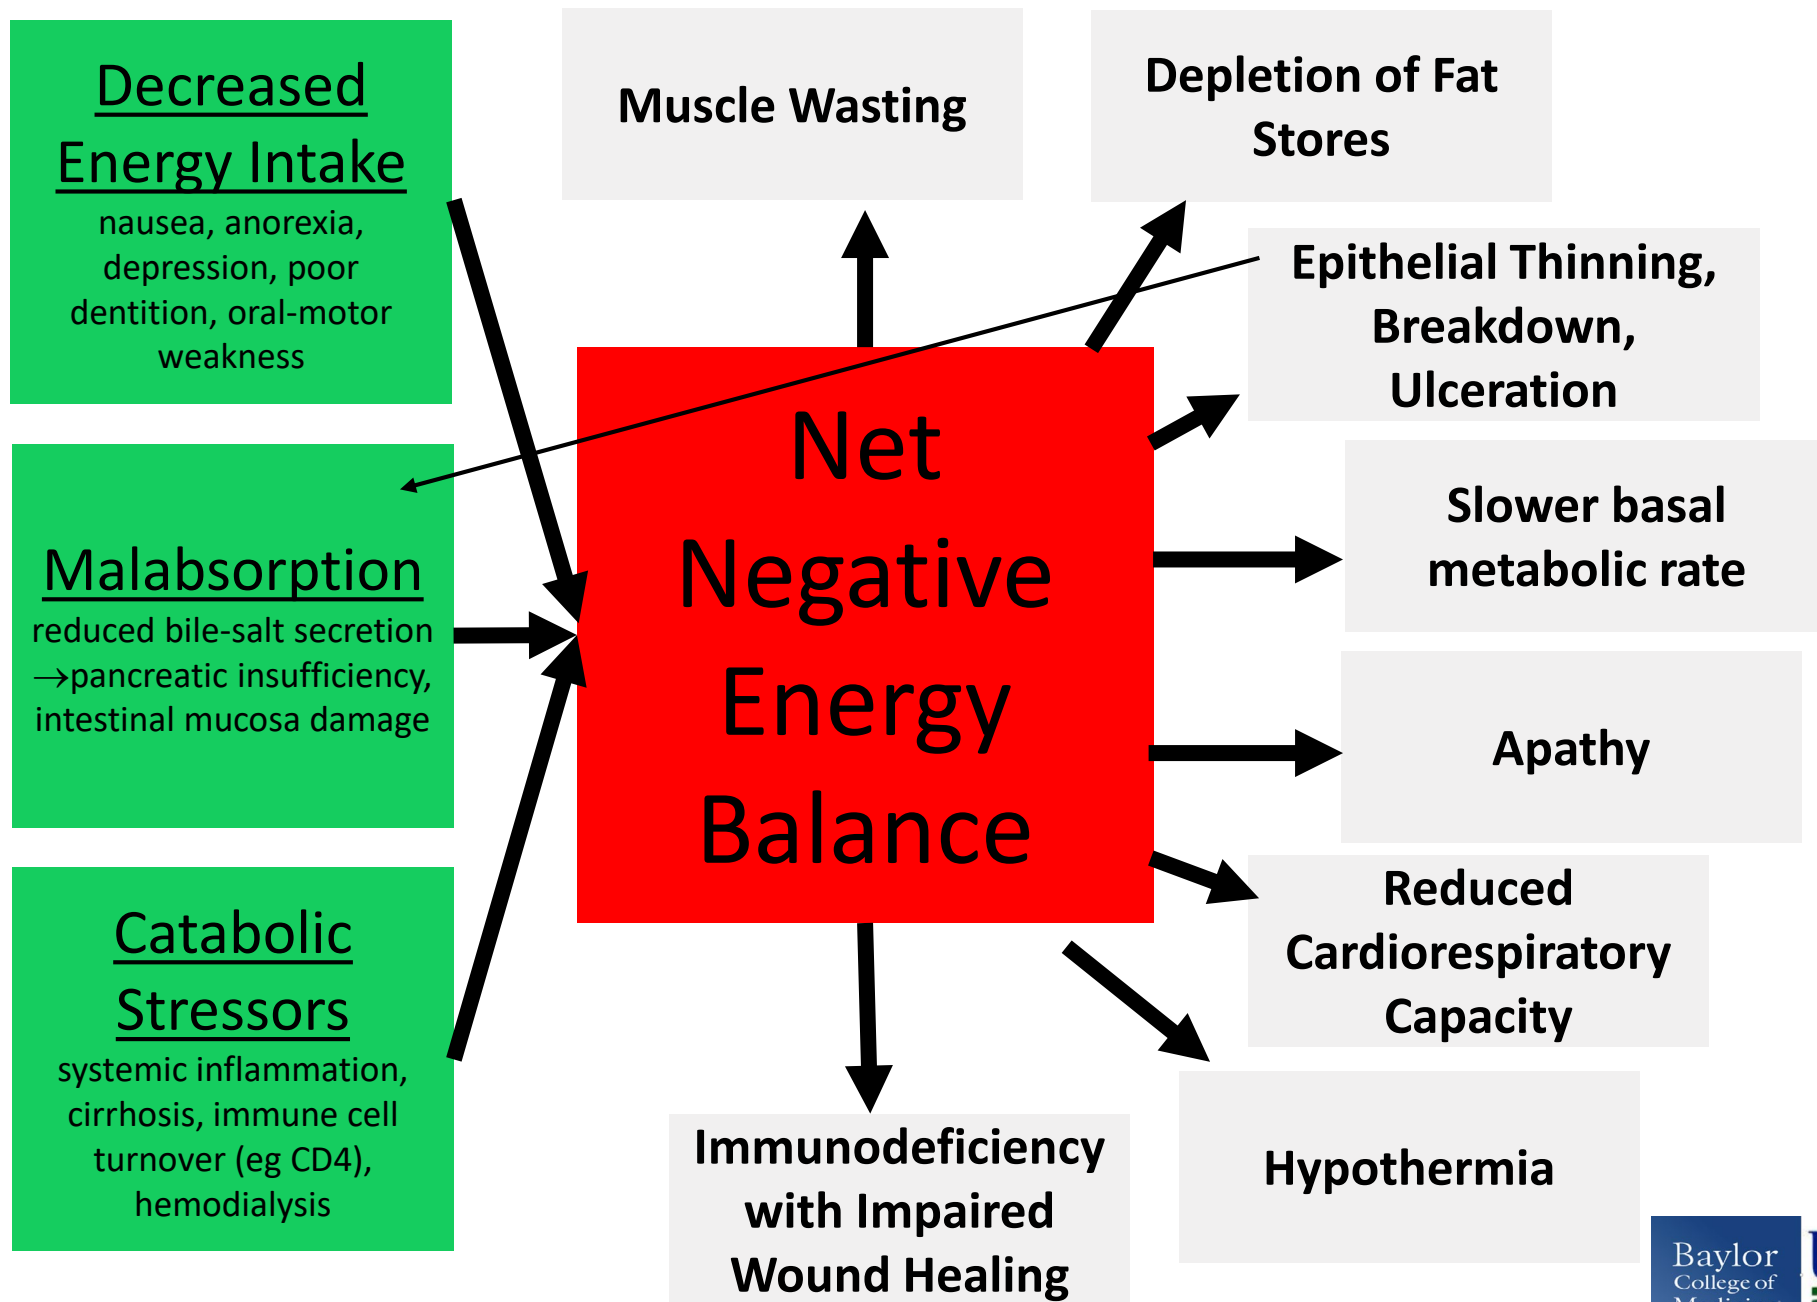 Decreased
Energy Intake
nausea, anorexia,
depression, poor
dentition, oral-motor
weakness
Malabsorption
reduced bile-salt secretion
→pancreatic insufficiency,
intestinal mucosa damage
Catabolic
Stressors
systemic inflammation,
cirrhosis, immune cell
turnover (eg CD4),
hemodialysis
Net
Negative
Energy
Balance
Muscle Wasting
Depletion of Fat
Stores
Epithelial Thinning,
Breakdown,
Ulceration
Slower basal
metabolic rate
Apathy
Reduced
Cardiorespiratory
Capacity
Hypothermia
Immunodeficiency
with Impaired
Wound Healing
Baylor
College of